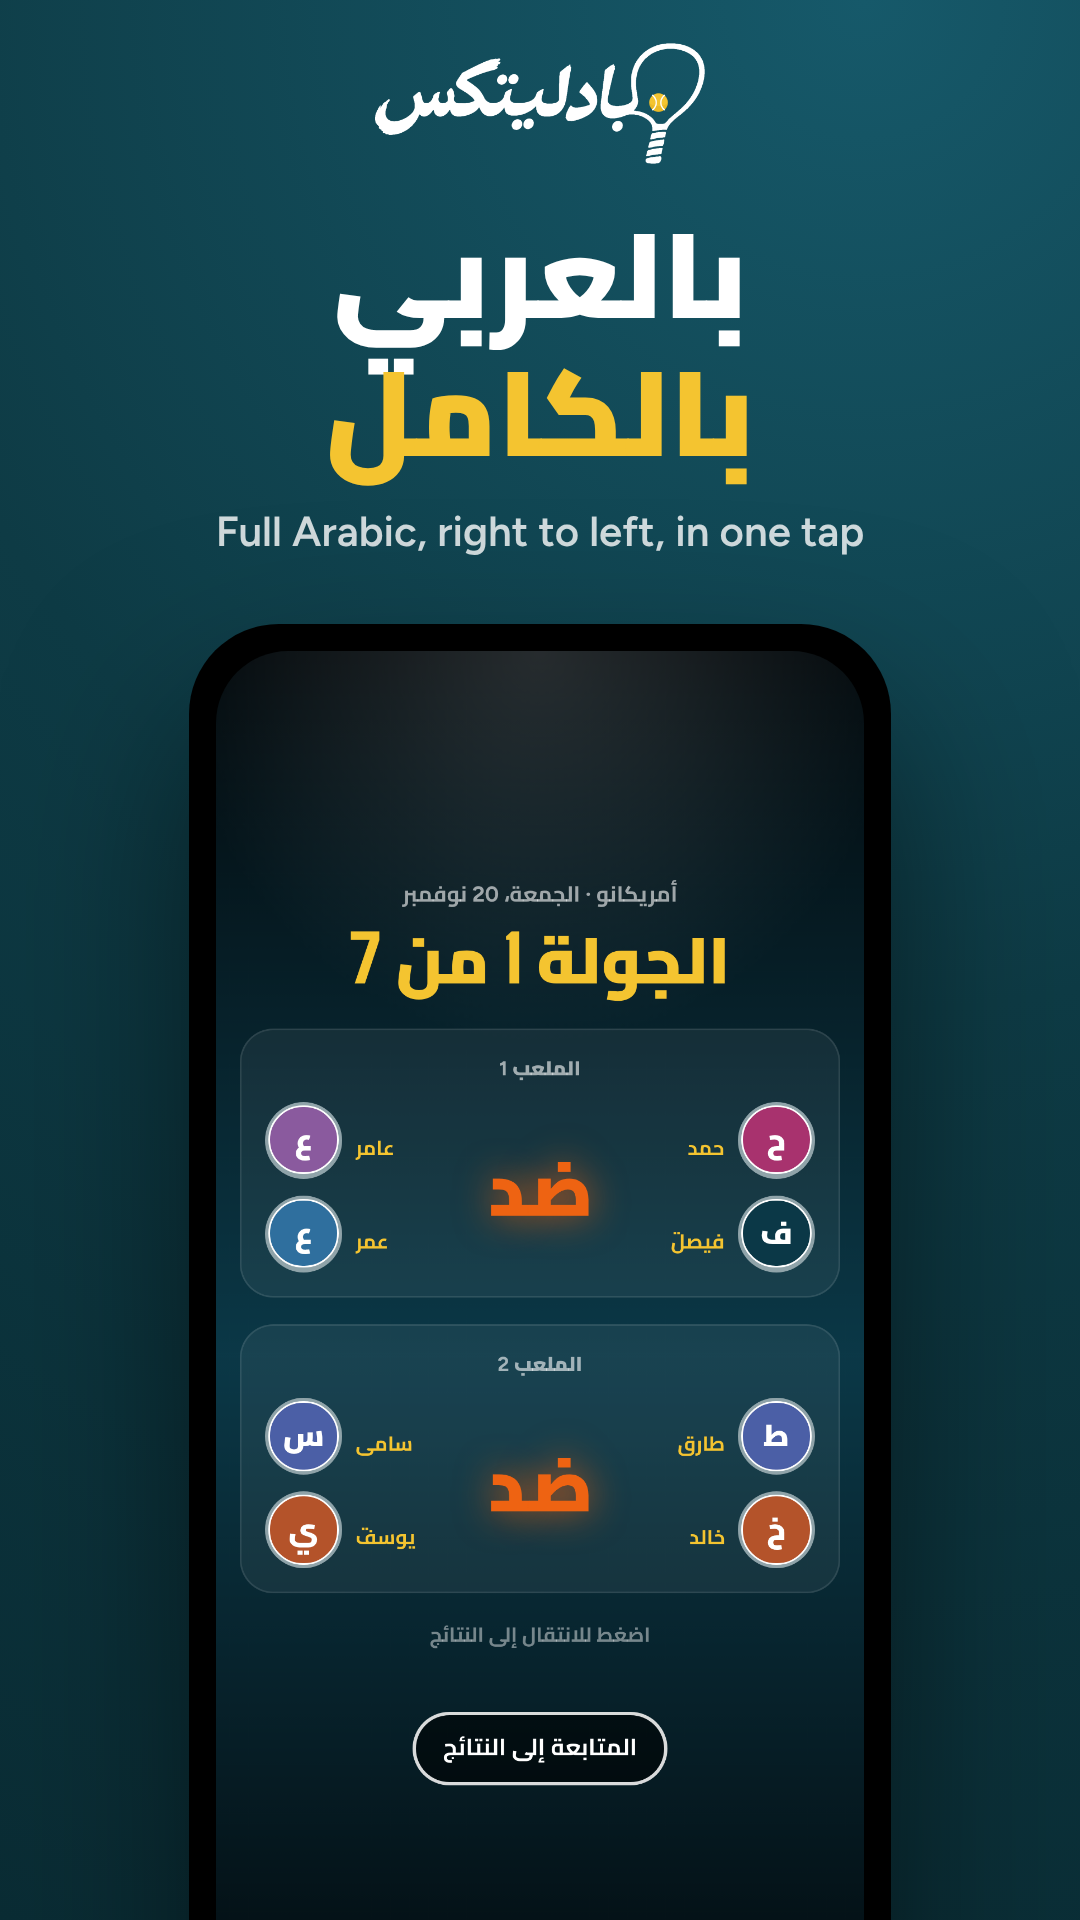 بادليتكس
بالعربي
بالكامل
Full Arabic, right to left, in one tap
أمريكانو · الجمعة، 20 نوفمبر
الجولة 1 من 7
الملعب 1
ح
حمد
ف
فيصل
ضد
عامر
ع
عمر
ع
الملعب 2
ط
طارق
خ
خالد
ضد
سامي
س
يوسف
ي
اضغط للانتقال إلى النتائج
المتابعة إلى النتائج